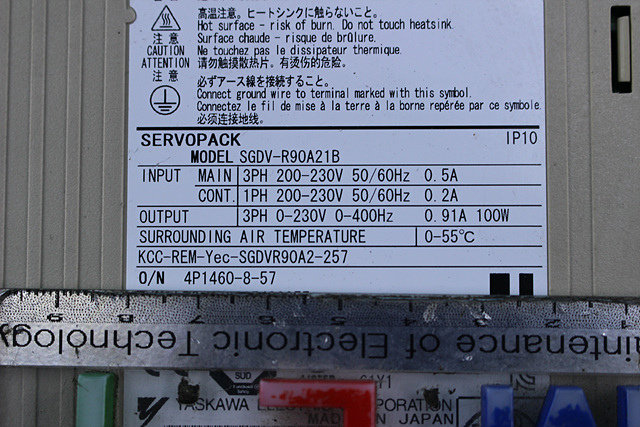 高温注意。ヒートシンクに触らないこと。
Hot surface - risk of burn. Do not touch heatsink.
注意 Surface chaude - risque de brûlure.
CAUTION Ne touchez pas le dissipateur thermique.
ATTENTION 请勿触摸散热片。有烫伤的危险。
注意 必ずアース線を接続すること。
Connect ground wire to terminal marked with this symbol.
Connectez le fil de mise à la terre à la borne repérée par ce symbole.
必须连接地线。
SERVOPACK IP10
MODEL SGDV-R90A21B
INPUT MAIN 3PH 200-230V 50/60Hz 0.5A
CONT. 1PH 200-230V 50/60Hz 0.2A
OUTPUT 3PH 0-230V 0-400Hz 0.91A 100W
SURROUNDING AIR TEMPERATURE 0-55℃
KCC-REM-Yec-SGDVR90A2-257
O/N 4P1460-8-57
intenance of Electronic Technology
YASKAWA ELEC PORATION
MAD IN JAPAN